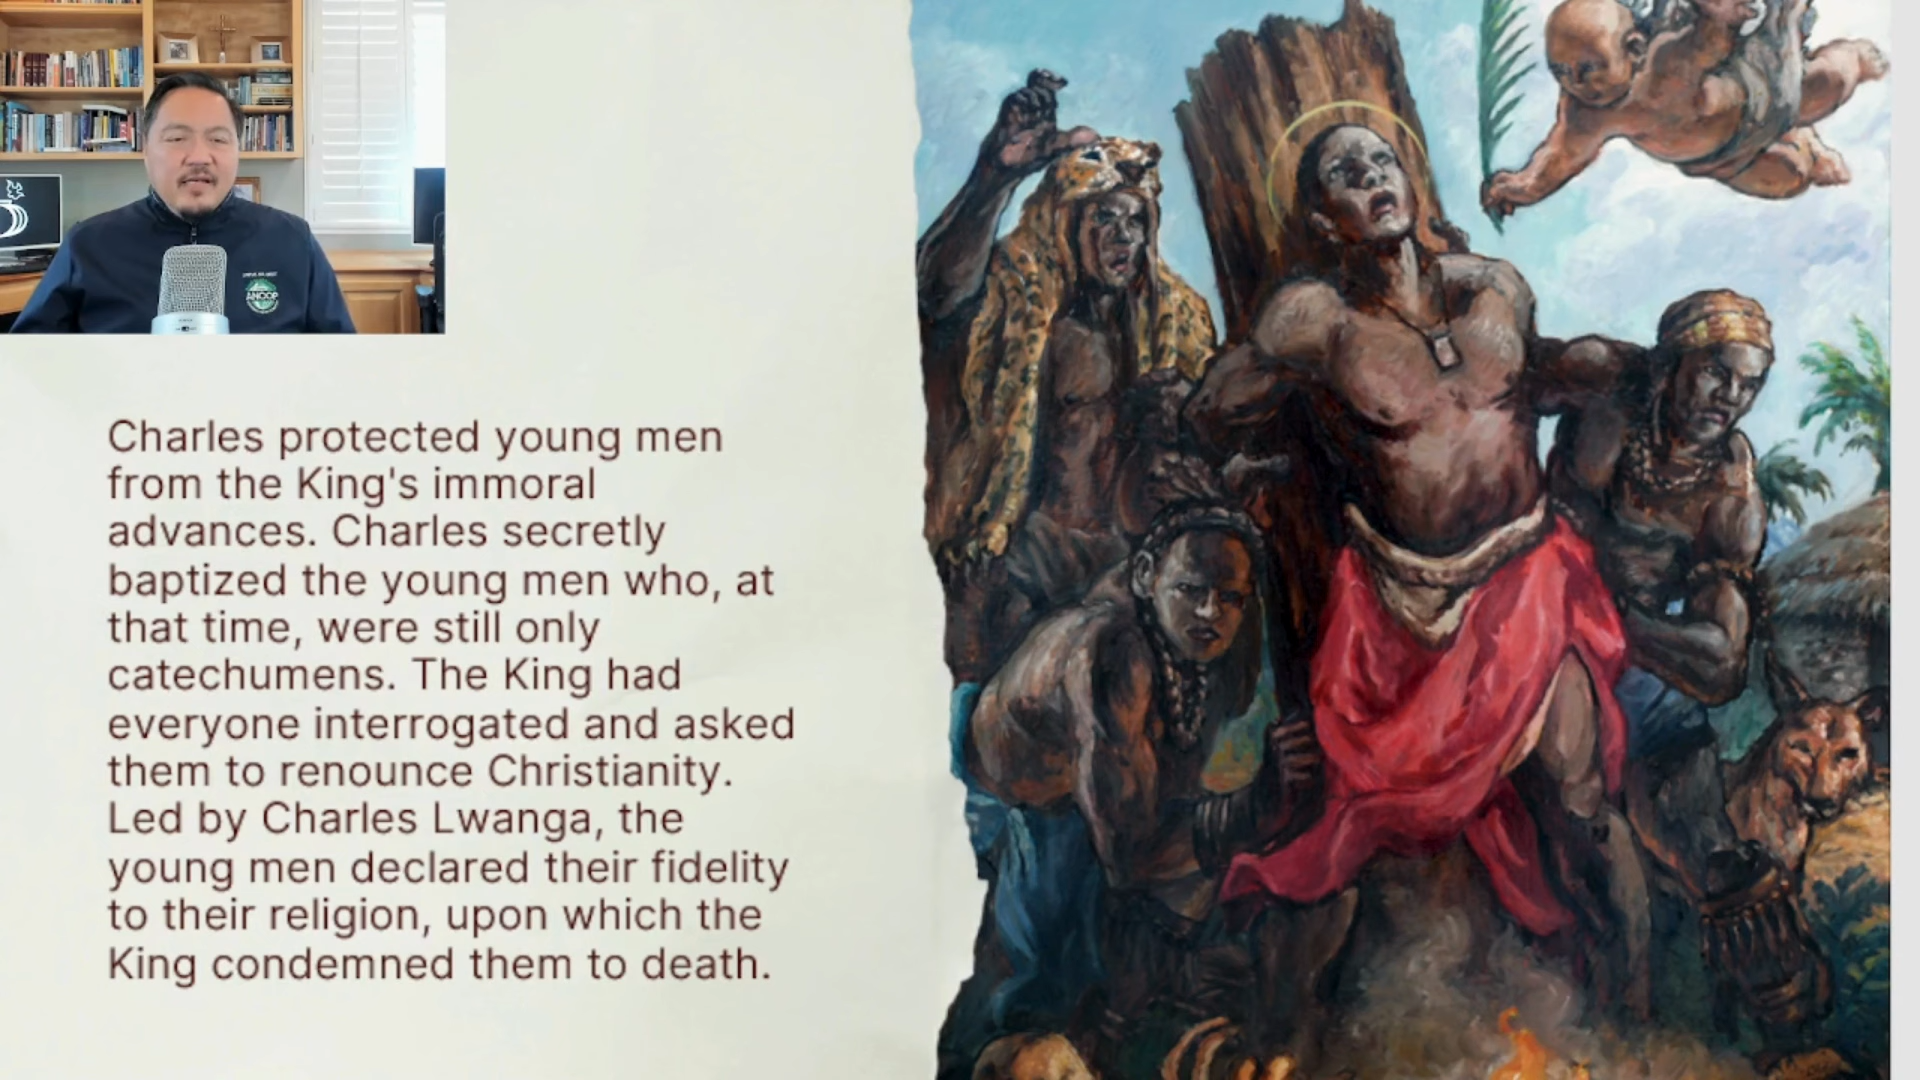 ANCOP
Charles protected young men
from the King's immoral
advances. Charles secretly
baptized the young men who, at
that time, were still only
catechumens. The King had
everyone interrogated and asked
them to renounce Christianity.
Led by Charles Lwanga, the
young men declared their fidelity
to their religion, upon which the
King condemned them to death.